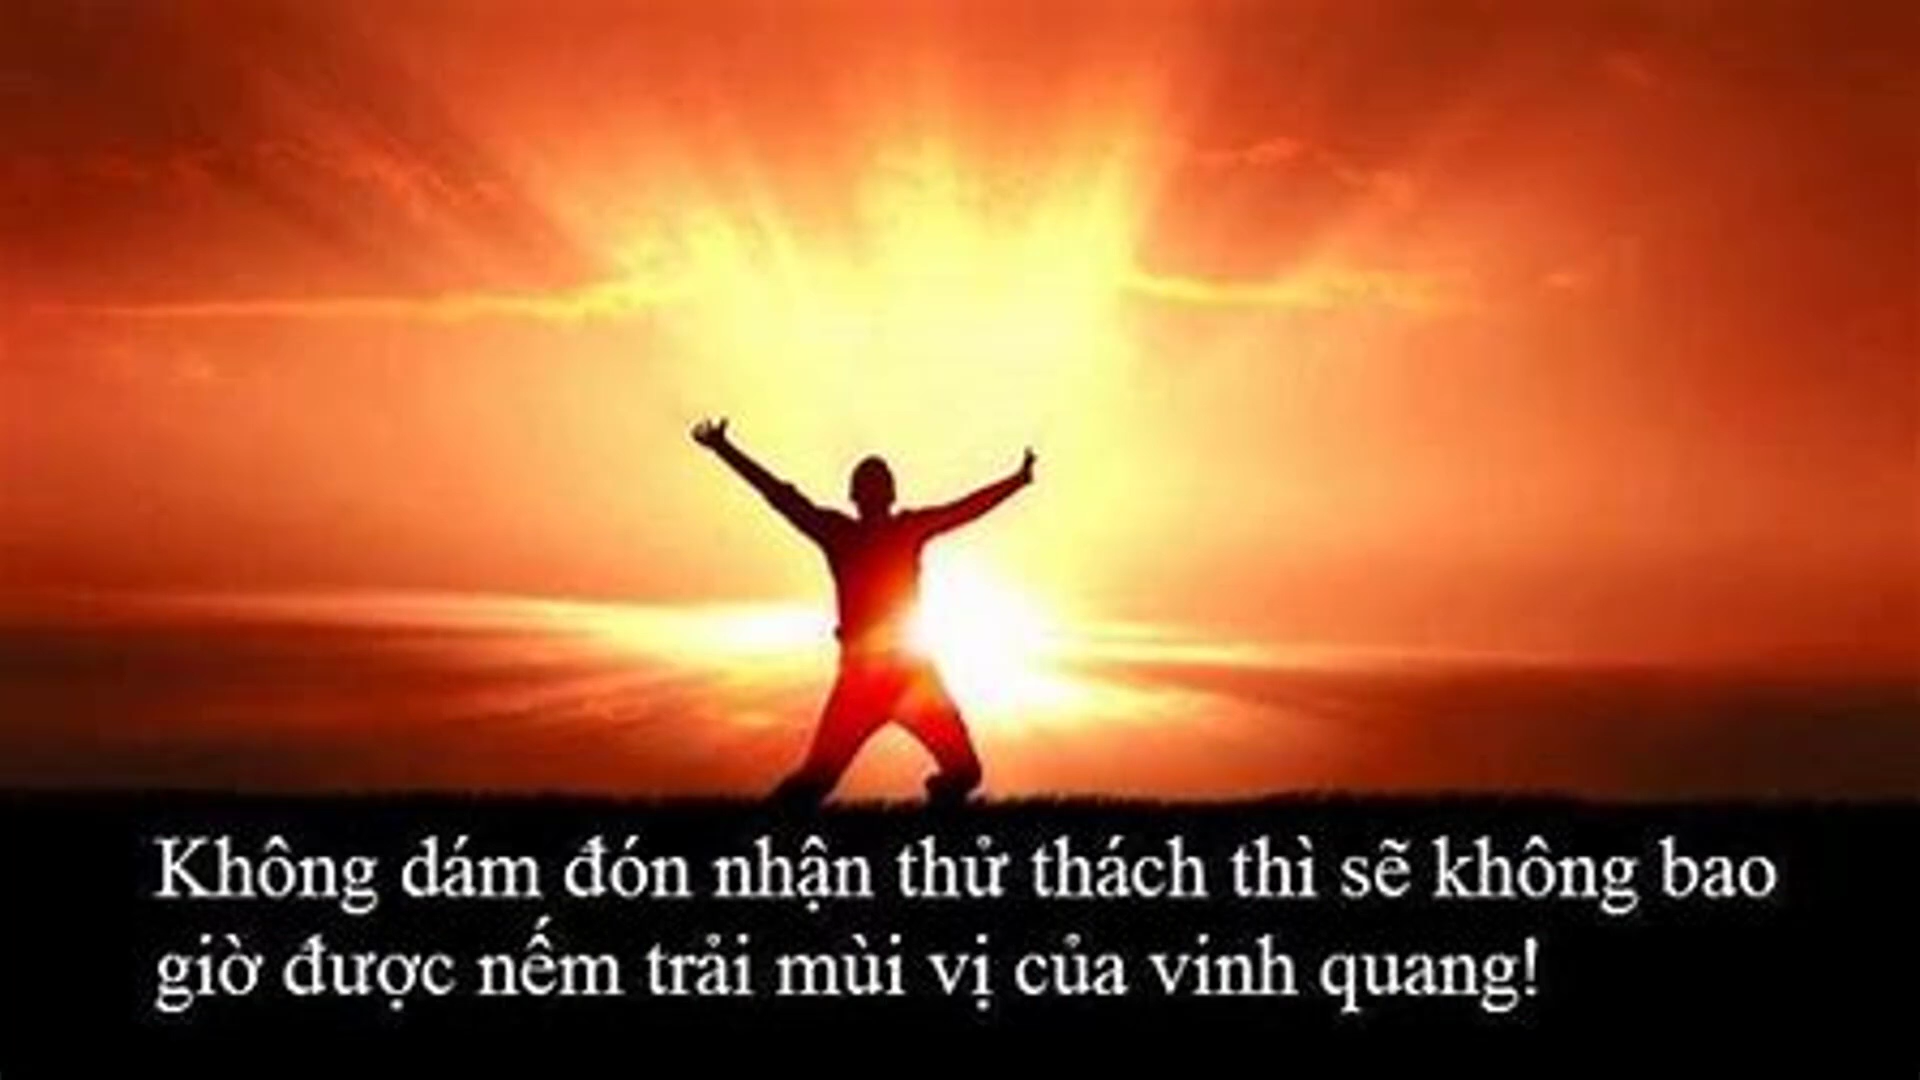 Không dám đón nhận thử thách thì sẽ không bao
giờ được nếm trải mùi vị của vinh quang!